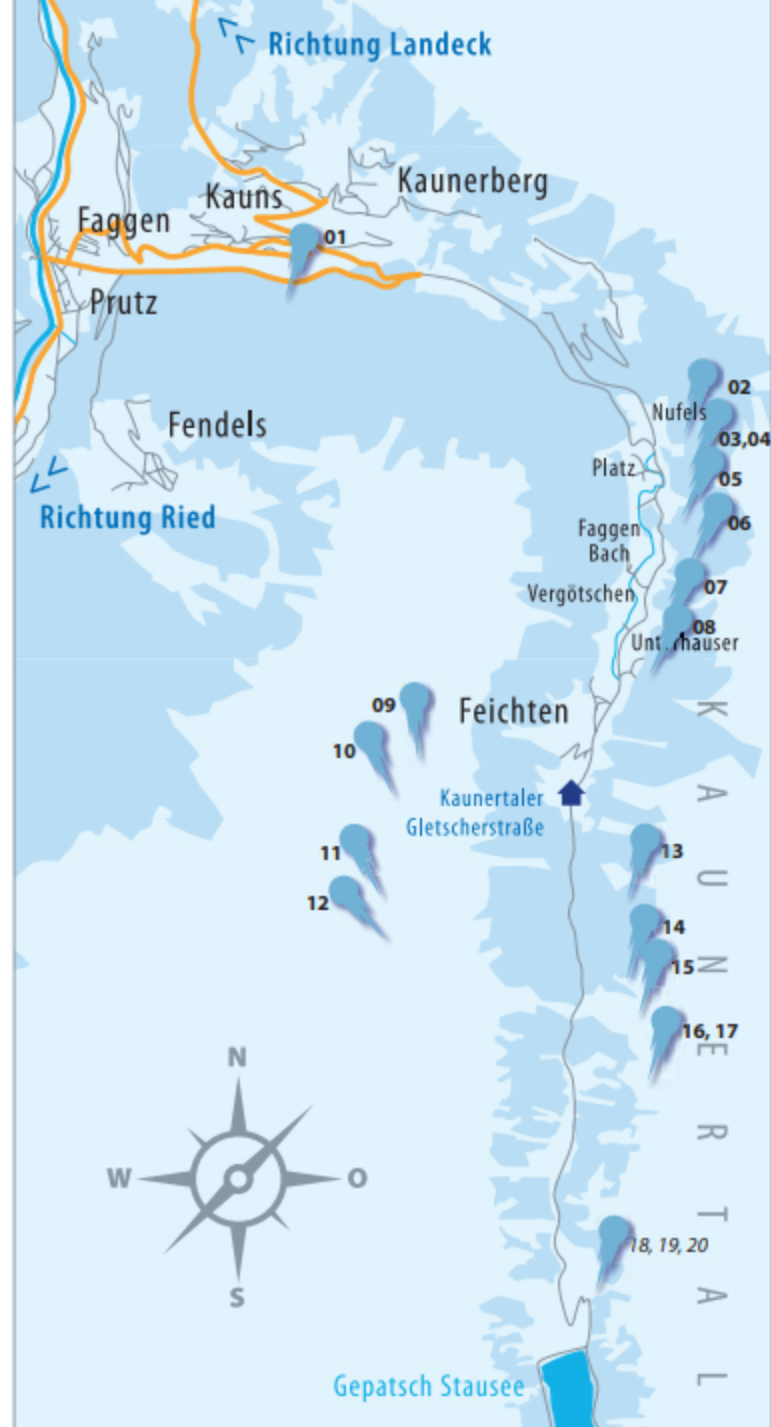 Richtung Landeck
Kaunerberg
Kauns
Faggen
01
Prutz
02
Nufels
Fendels
03,04
Platz
05
Richtung Ried
06
Faggen
Bach
07
Vergötschen
08
Unt
rhäuser
09
Feichten
10
Kaunertaler
Gletscherstraße
11
13
12
14
15
16, 17
N
W
O
S
18, 19, 20
Gepatsch Stausee
KAUNERTAL